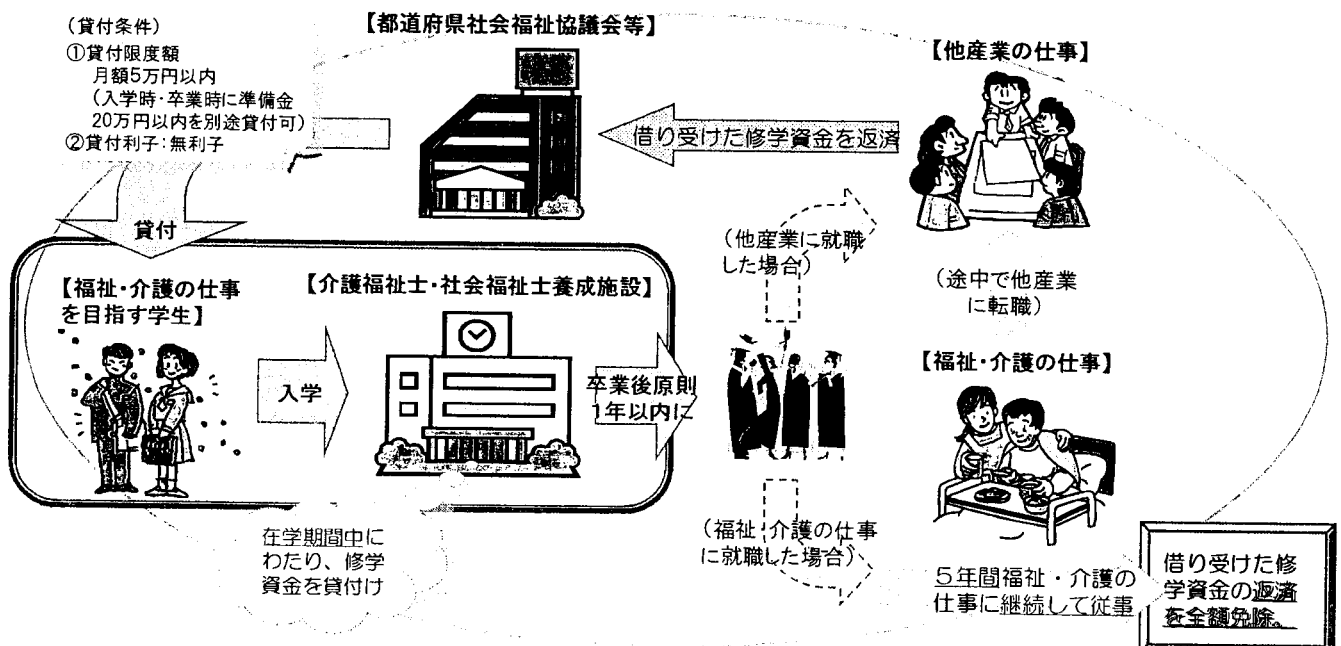 (貸付条件)
①貸付限度額
月額5万円以内
(入学時・卒業時に準備金
20万円以内を別途貸付可)
②貸付利子:無利子
【都道府県社会福祉協議会等】
【他産業の仕事】
借り受けた修学資金を返済
貸付
(他産業に就職
した場合)
(途中で他産業
に転職)
【福祉・介護の仕事
を目指す学生】
【介護福祉士・社会福祉士養成施設】
入学
卒業後原則
1年以内に
【福祉・介護の仕事】
在学期間中に
わたり、修学
資金を貸付け
(福祉・介護の仕事
に就職した場合)
5年間福祉・介護の
仕事に継続して従事
借り受けた修
学資金の返済
を全額免除。